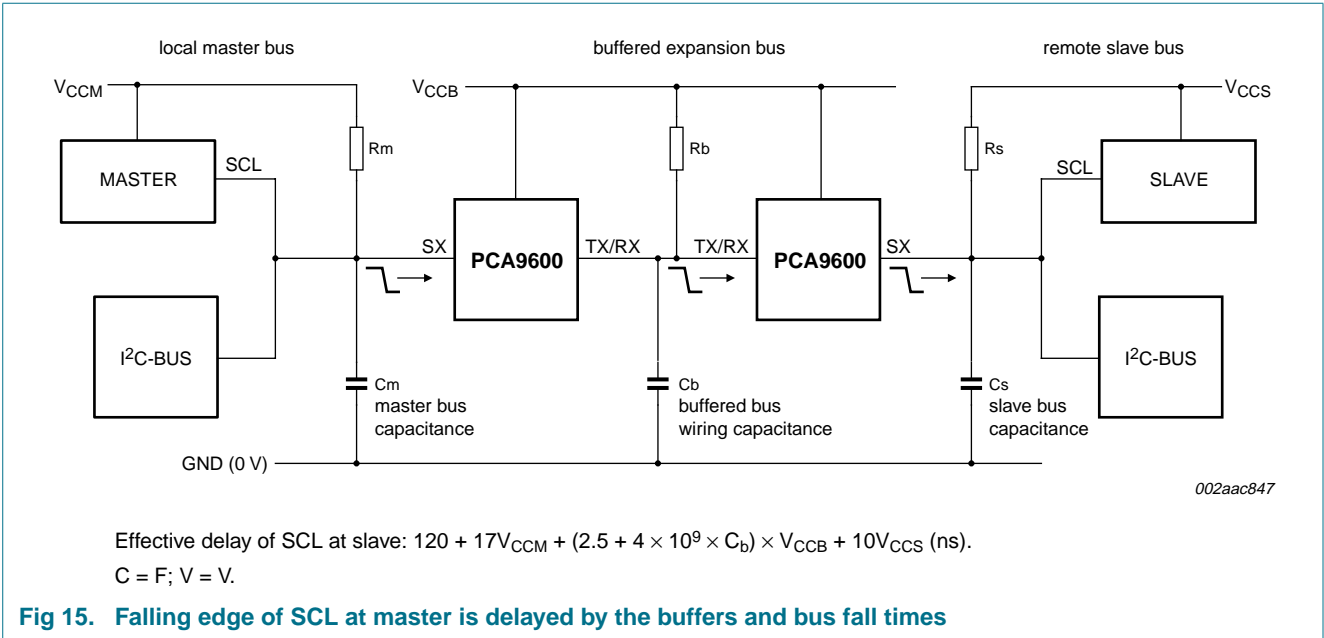 local master bus
buffered expansion bus
remote slave bus
VCCM
VCCB
VCCS
Rm
Rb
Rs
MASTER
SCL
SCL
SLAVE
SX
PCA9600
TX/RX
TX/RX
PCA9600
SX
I²C-BUS
I²C-BUS
Cm
master bus
capacitance
Cb
buffered bus
wiring capacitance
Cs
slave bus
capacitance
GND (0 V)
002aac847
Effective delay of SCL at slave: 120 + 17VCCM + (2.5 + 4 × 10⁹ × Cb) × VCCB + 10VCCS (ns).
C = F; V = V.
Fig 15. Falling edge of SCL at master is delayed by the buffers and bus fall times